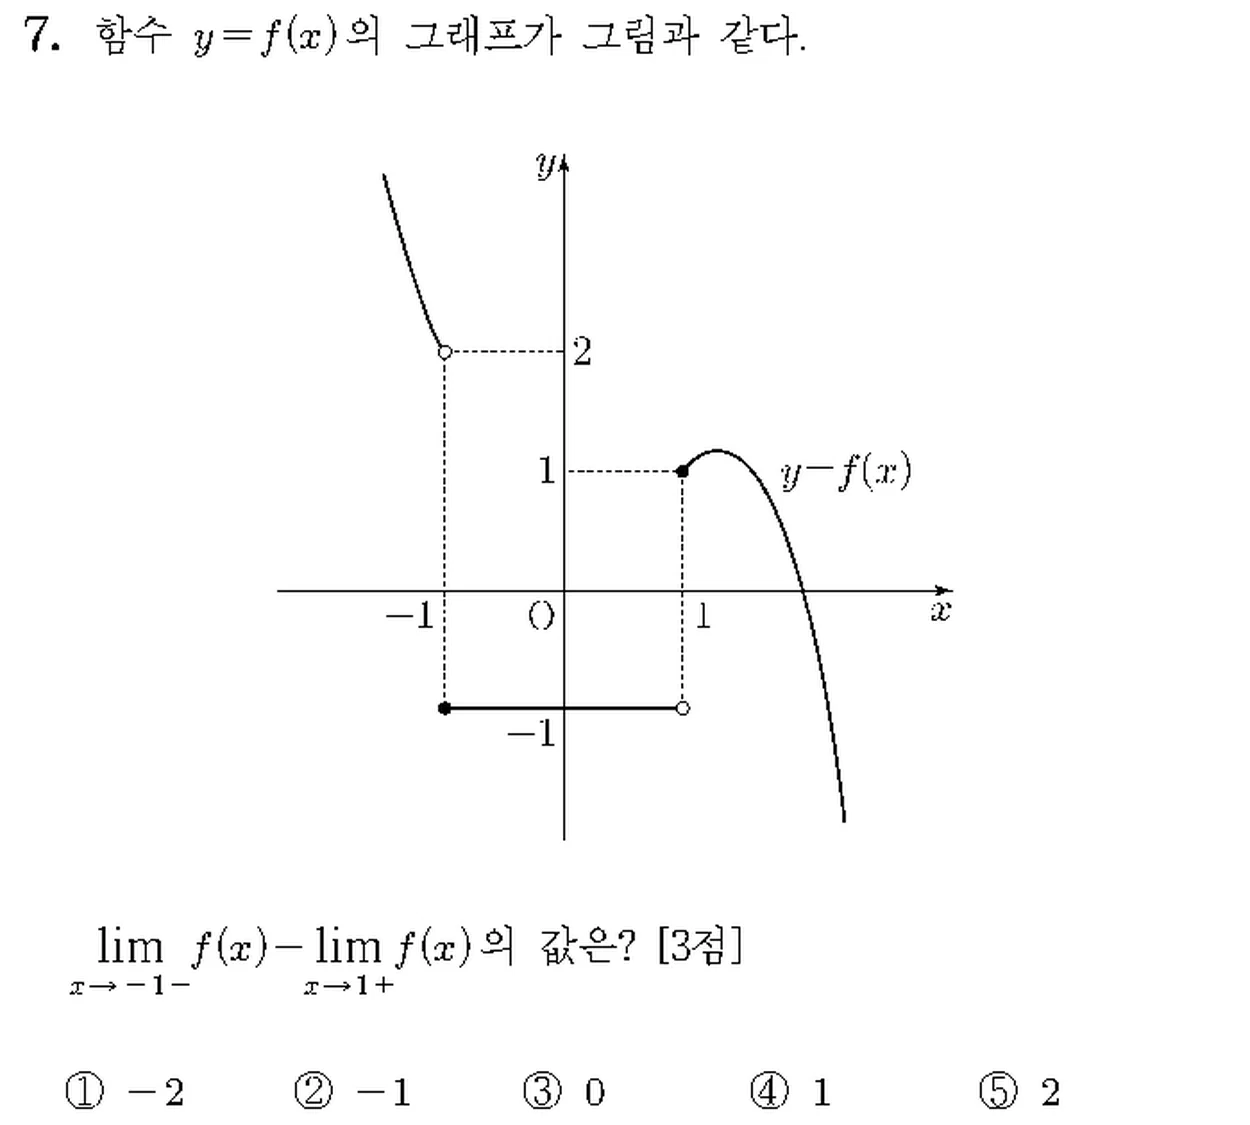 7. 함수 y=f(x)의 그래프가 그림과 같다.
y
2
1
y=f(x)
-1
O
1
x
-1
lim f(x)- lim f(x)의 값은? [3점]
x→-1- x→1+
① -2 ② -1 ③ 0 ④ 1 ⑤ 2